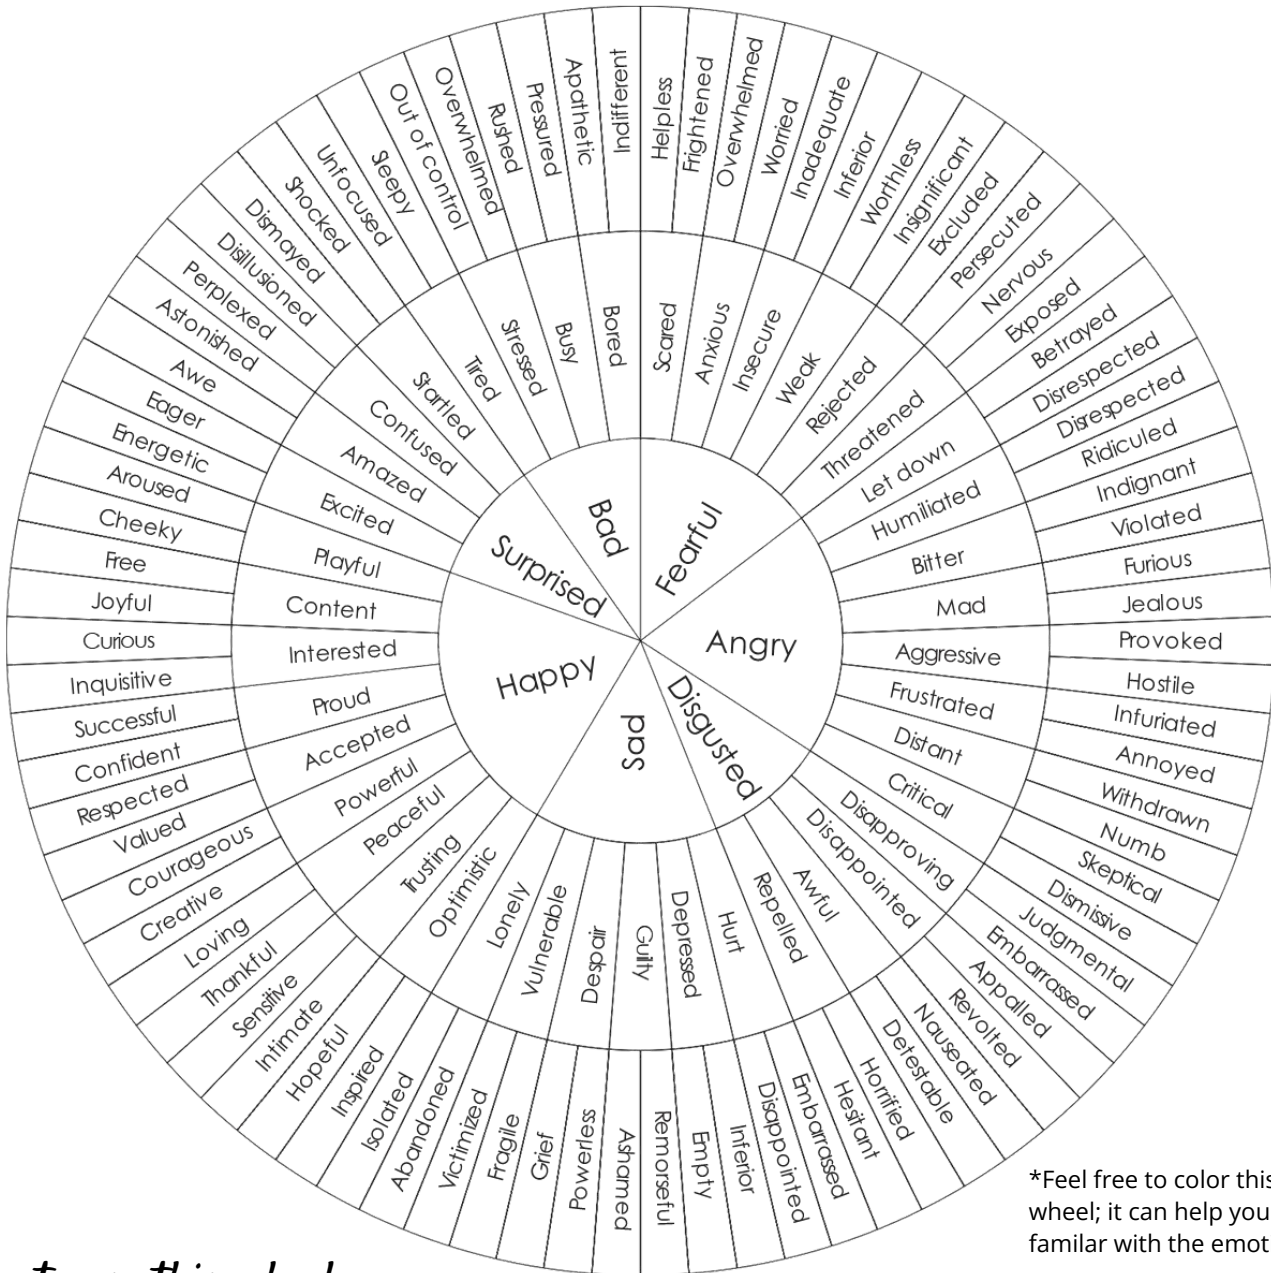 Bad
Fearful
Angry
Disgusted
Sad
Happy
Surprised
Bored
Scared
Anxious
Insecure
Weak
Rejected
Threatened
Let down
Humiliated
Bitter
Mad
Aggressive
Frustrated
Distant
Critical
Disapproving
Disappointed
Awful
Repelled
Hurt
Depressed
Guilty
Despair
Vulnerable
Lonely
Optimistic
Trusting
Peaceful
Powerful
Accepted
Proud
Interested
Content
Playful
Excited
Amazed
Confused
Startled
Tired
Stressed
Busy
Indifferent
Helpless
Frightened
Overwhelmed
Worried
Inadequate
Inferior
Worthless
Insignificant
Excluded
Persecuted
Nervous
Exposed
Betrayed
Disrespected
Disrespected
Ridiculed
Indignant
Violated
Furious
Jealous
Provoked
Hostile
Infuriated
Annoyed
Withdrawn
Numb
Skeptical
Dismissive
Judgmental
Embarrassed
Appalled
Revolted
Nauseated
Detestable
Horrified
Hesitant
Embarrassed
Disappointed
Inferior
Empty
Remorseful
Ashamed
Powerless
Grief
Fragile
Victimized
Abandoned
Isolated
Inspired
Hopeful
Intimate
Sensitive
Thankful
Loving
Creative
Courageous
Valued
Respected
Confident
Successful
Inquisitive
Curious
Joyful
Free
Cheeky
Aroused
Energetic
Eager
Awe
Astonished
Perplexed
Disillusioned
Dismayed
Shocked
Unfocused
Sleepy
Out of control
Overwhelmed
Rushed
Pressured
Apathetic
*Feel free to color this
wheel; it can help you
familar with the emot